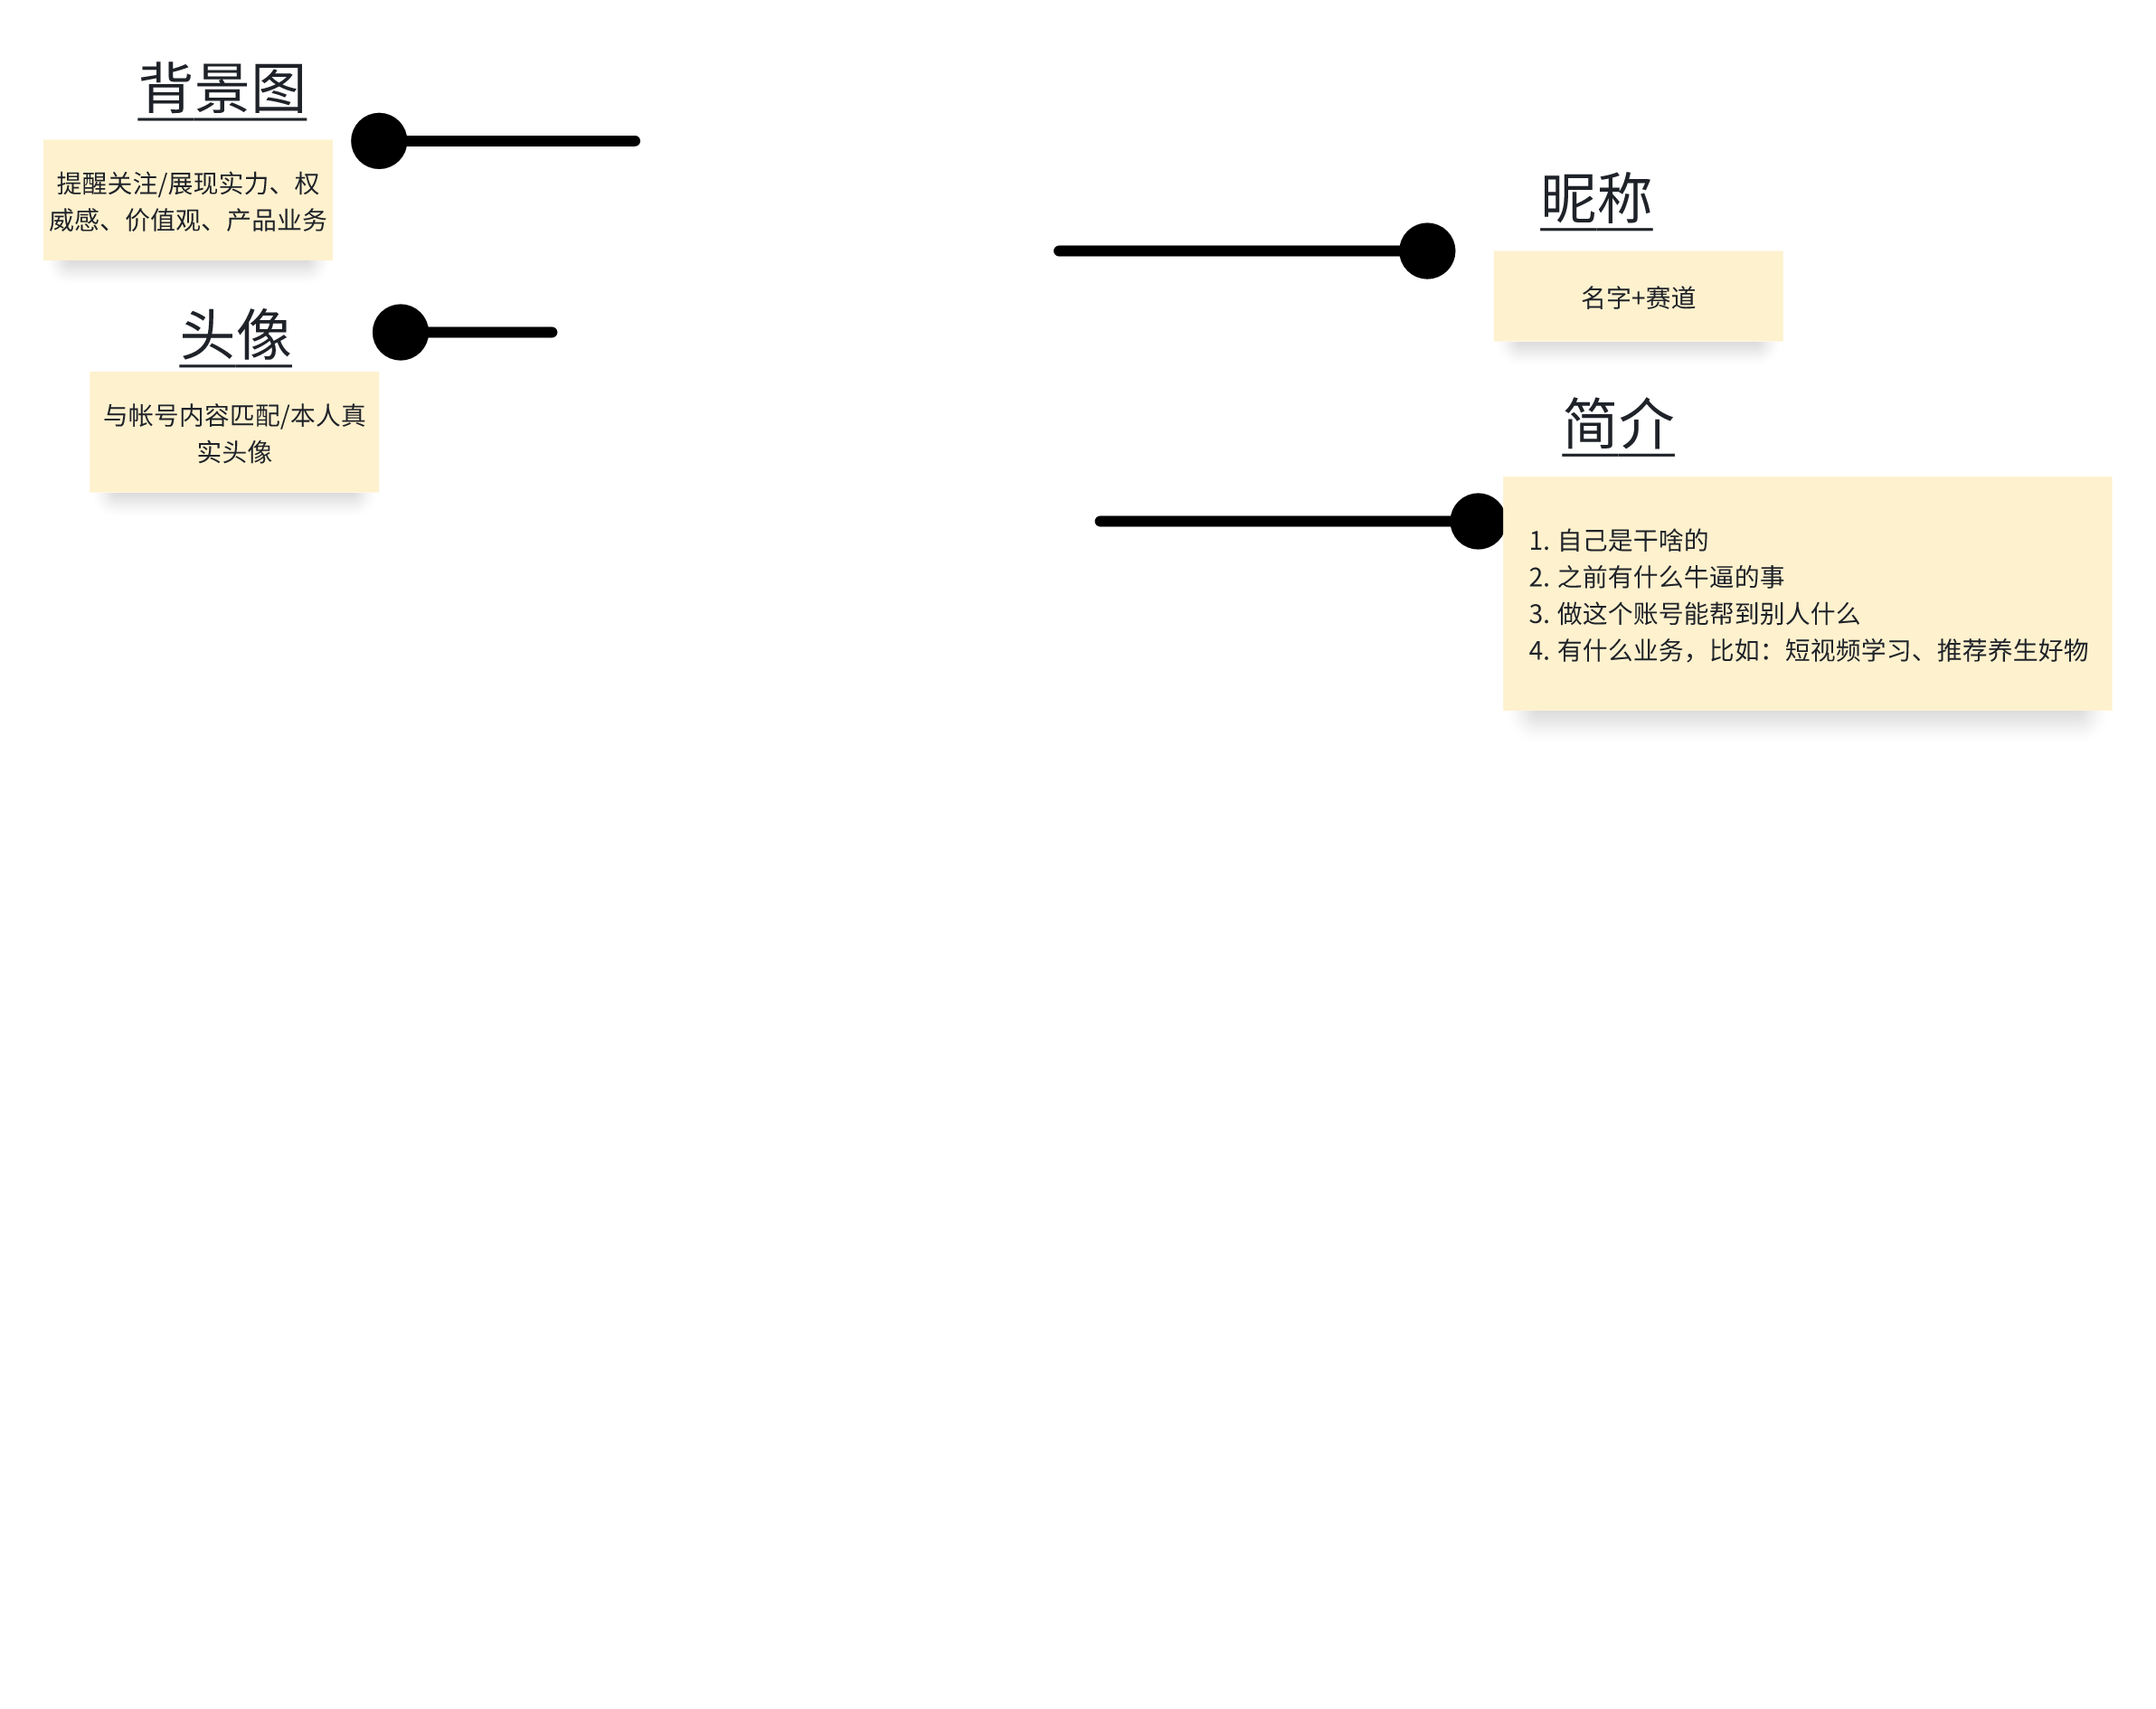 背景图
提醒关注/展现实力、权
威感、价值观、产品业务
头像
与帐号内容匹配/本人真
实头像
昵称
名字+赛道
简介
1. 自己是干啥的
2. 之前有什么牛逼的事
3. 做这个账号能帮到别人什么
4. 有什么业务，比如：短视频学习、推荐养生好物